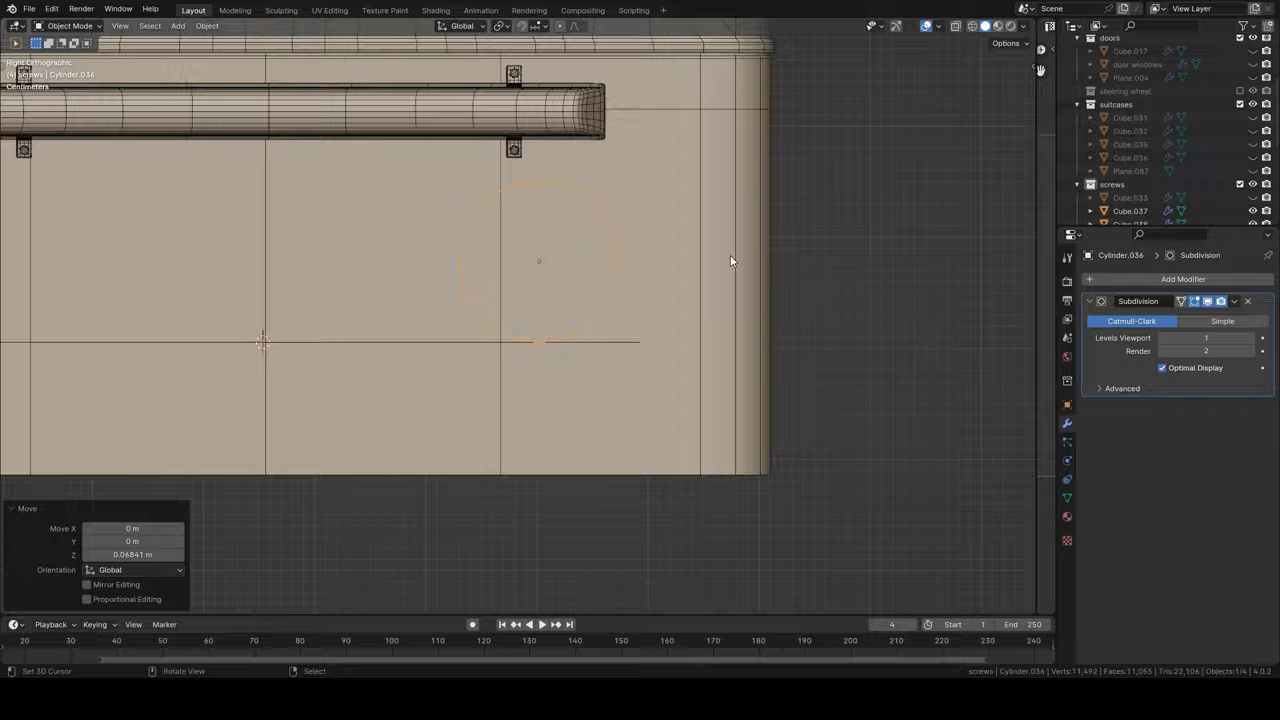 File Edit Render Window Help Layout Modeling Sculpting UV Editing Texture Paint Shading Animation Rendering Geometry Nodes Compositing Scripting + Scene View Layer
Object Mode View Select Add Object Global
Options
Right Orthographic
(4) screws | Cylinder.036
Centimeters
doors
Cube.017
door windows
Plane.004
steering wheel
suitcases
Cube.031
Cube.032
Cube.035
Cube.036
Plane.087
screws
Cube.033
Cube.037
Cylinder.036 > Subdivision
+ Add Modifier
Subdivision
Catmull-Clark Simple
Levels Viewport 1
Render 2
Optimal Display
> Advanced
Move
Move X 0 m
Y 0 m
Z 0.06841 m
Orientation Global
Mirror Editing
Proportional Editing
Playback Keying View Marker 4 Start 1 End 250
20 30 40 50 60 70 80 90 100 110 120 130 140 150 160 170 180 190 200 210 220 230 240
Set 3D Cursor Rotate View Select screws | Cylinder.036 | Verts:11,492 | Faces:11,055 | Tris:22,106 | Objects:1/4 | 4.0.2